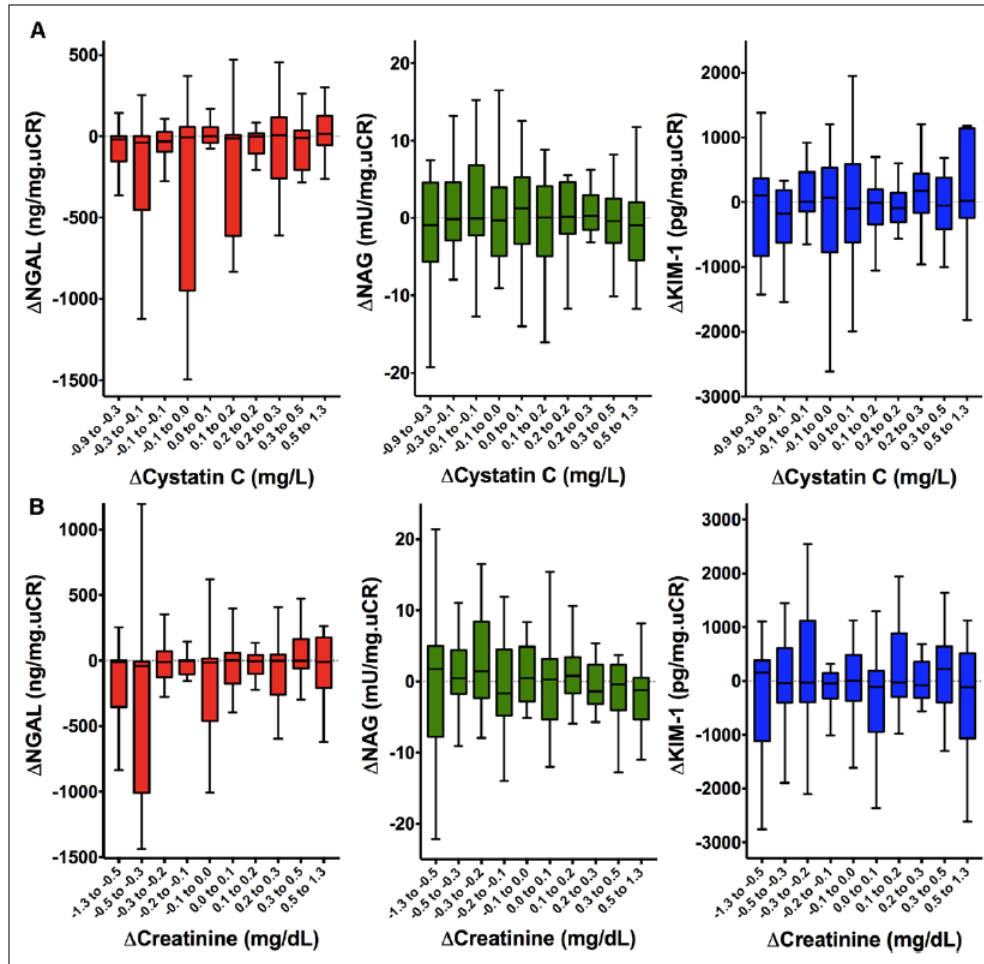 A
ΔNGAL (ng/mg.uCR)
500
0
-500
-1000
-1500
-0.9 to -0.3
-0.3 to -0.1
-0.1 to -0.1
-0.1 to 0.0
0.0 to 0.1
0.1 to 0.2
0.2 to 0.2
0.2 to 0.3
0.3 to 0.5
0.5 to 1.3
ΔCystatin C (mg/L)
ΔNAG (mU/mg.uCR)
20
10
0
-10
-20
-0.9 to -0.3
-0.3 to -0.1
-0.1 to -0.1
-0.1 to 0.0
0.0 to 0.1
0.1 to 0.2
0.2 to 0.2
0.2 to 0.3
0.3 to 0.5
0.5 to 1.3
ΔCystatin C (mg/L)
ΔKIM-1 (pg/mg.uCR)
2000
1000
0
-1000
-2000
-3000
-0.9 to -0.3
-0.3 to -0.1
-0.1 to -0.1
-0.1 to 0.0
0.0 to 0.1
0.1 to 0.2
0.2 to 0.2
0.2 to 0.3
0.3 to 0.5
0.5 to 1.3
ΔCystatin C (mg/L)
B
ΔNGAL (ng/mg.uCR)
1000
500
0
-500
-1000
-1500
-1.3 to -0.5
-0.5 to -0.3
-0.3 to -0.2
-0.2 to -0.1
-0.1 to 0.0
0.0 to 0.1
0.1 to 0.2
0.2 to 0.3
0.3 to 0.5
0.5 to 1.3
ΔCreatinine (mg/dL)
ΔNAG (mU/mg.uCR)
20
10
0
-10
-20
-1.3 to -0.5
-0.5 to -0.3
-0.3 to -0.2
-0.2 to -0.1
-0.1 to 0.0
0.0 to 0.1
0.1 to 0.2
0.2 to 0.3
0.3 to 0.5
0.5 to 1.3
ΔCreatinine (mg/dL)
ΔKIM-1 (pg/mg.uCR)
3000
2000
1000
0
-1000
-2000
-3000
-1.3 to -0.5
-0.5 to -0.3
-0.3 to -0.2
-0.2 to -0.1
-0.1 to 0.0
0.0 to 0.1
0.1 to 0.2
0.2 to 0.3
0.3 to 0.5
0.5 to 1.3
ΔCreatinine (mg/dL)